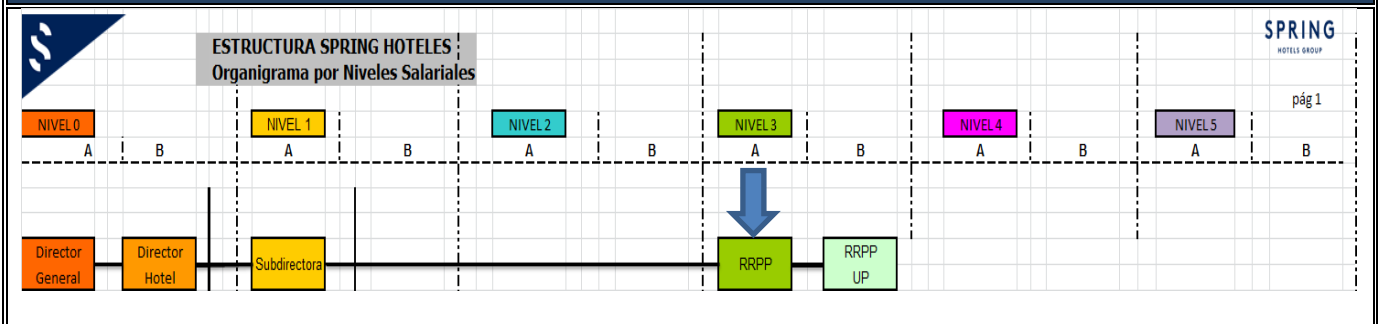 S
ESTRUCTURA SPRING HOTELES
Organigrama por Niveles Salariales
SPRING
HOTELS GROUP
pág 1
NIVEL 0 NIVEL 1 NIVEL 2 NIVEL 3 NIVEL 4 NIVEL 5
A B A B A B A B A B A B
Director General
Director Hotel
Subdirectora
RRPP
RRPP UP